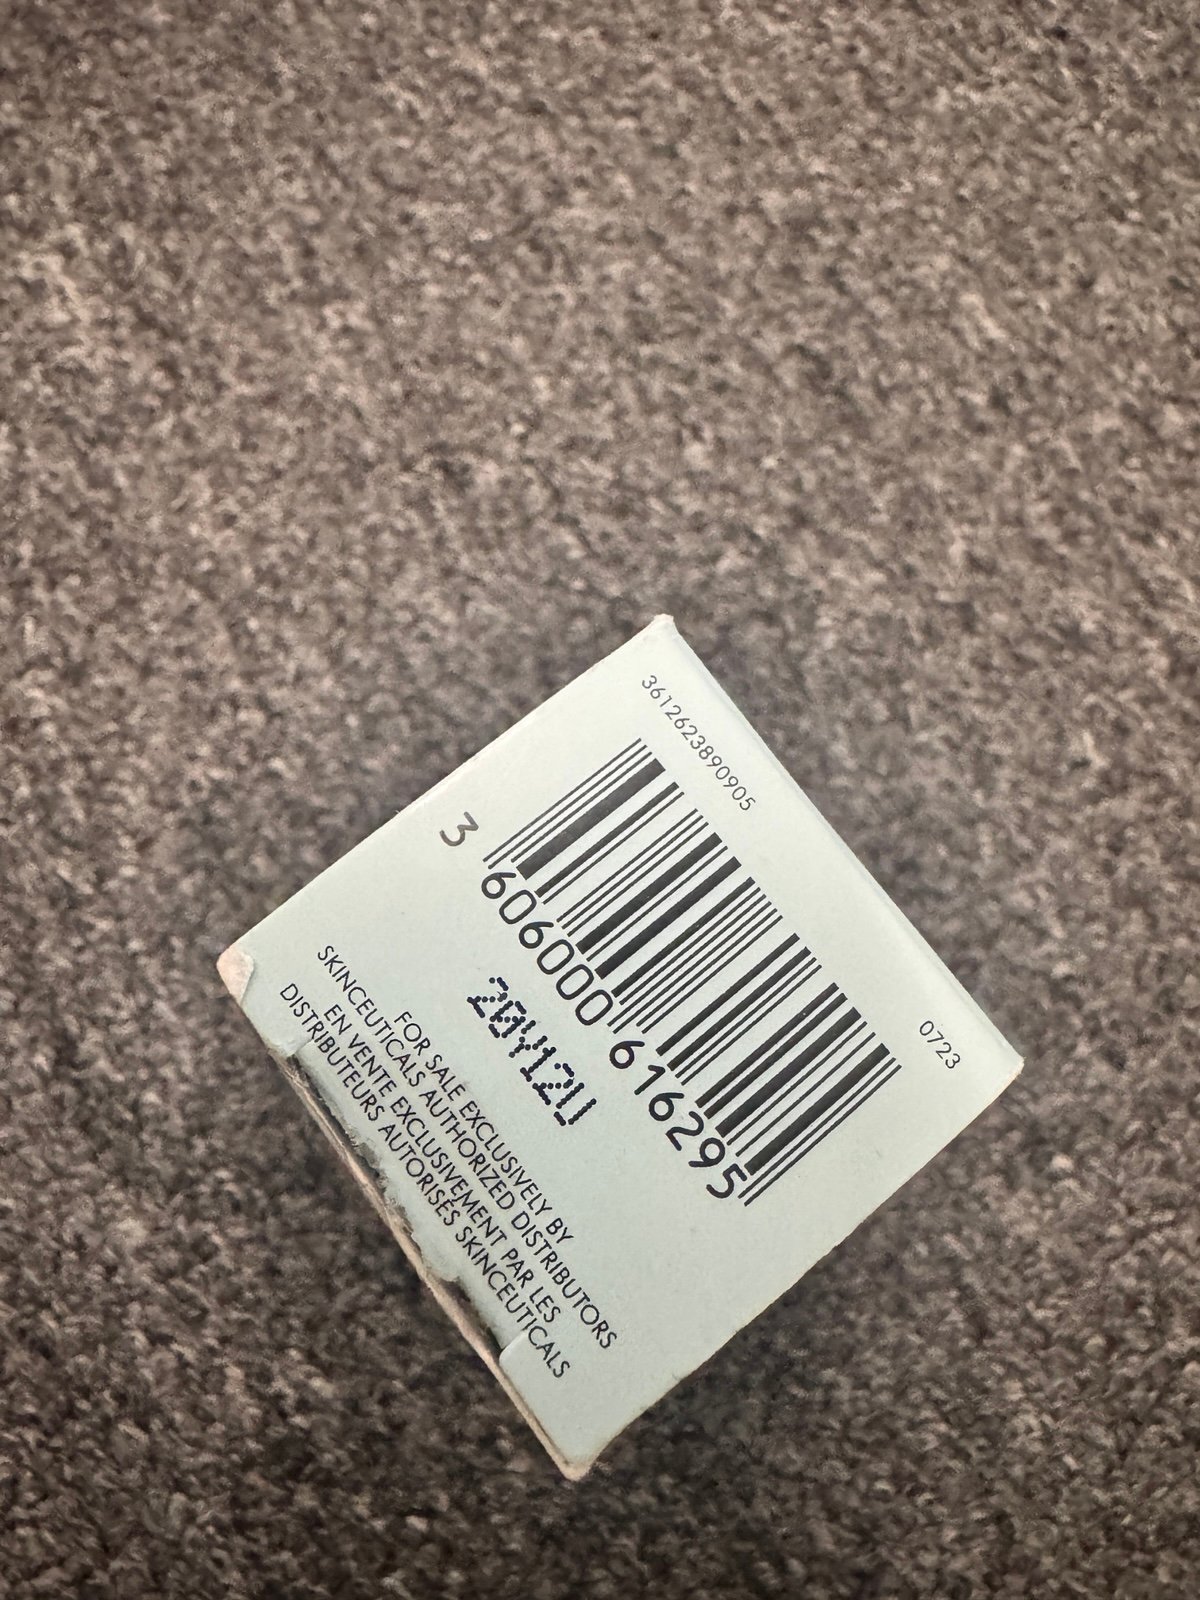 3612623890905
0723
3 606000 616295
20Y12U
FOR SALE EXCLUSIVELY BY
SKINCEUTICALS AUTHORIZED DISTRIBUTORS
EN VENTE EXCLUSIVEMENT PAR LES
DISTRIBUTEURS AUTORISÉS SKINCEUTICALS